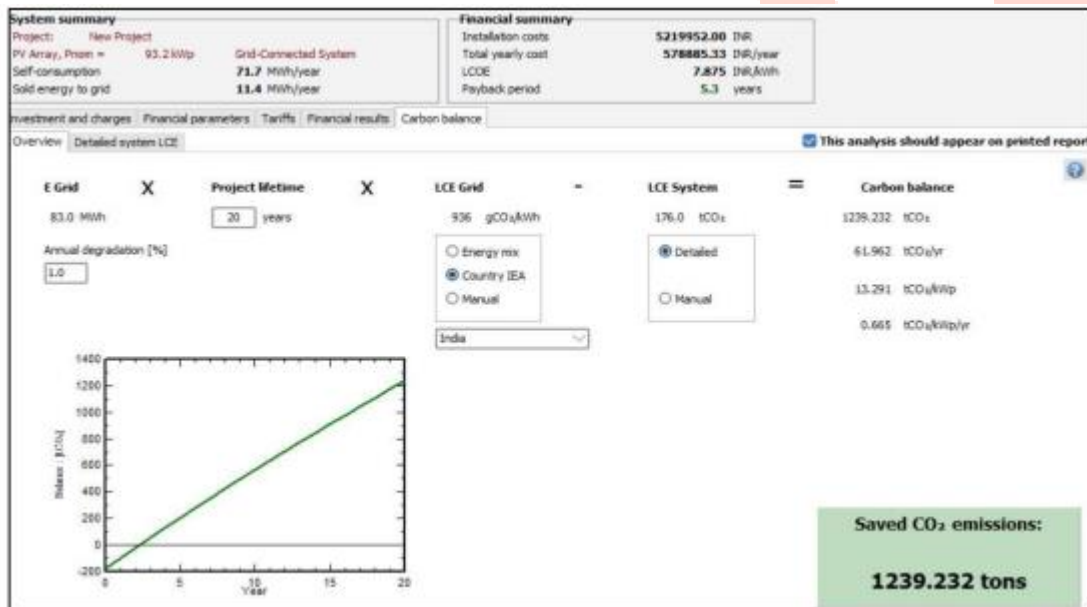 System summary
Project: New Project
PV Array, Pnom = 93.2 kWp Grid-Connected System
Self-consumption 71.7 MWh/year
Sold energy to grid 11.4 MWh/year
Financial summary
Installation costs 5219952.00 INR
Total yearly cost 578885.33 INR/year
LCOE 7.875 INR/kWh
Payback period 5.3 years
nvestment and charges Financial parameters Tariffs Financial results Carbon balance
Overview Detailed system LCE This analysis should appear on printed repor
E Grid X Project lifetime X LCE Grid - LCE System = Carbon balance
83.0 MWh 20 years 936 gCO₂/kWh 176.0 tCO₂ 1239.232 tCO₂
Annual degradation [%] Energy mix Detailed 61.962 tCO₂/yr
1.0 Country IEA
Manual Manual 13.291 tCO₂/kWp
0.665 tCO₂/kWp/yr
India
1400
1200
1000
800
600
400
200
0
-200
0 5 10 15 20
Year
Saved CO₂ emissions:
1239.232 tons